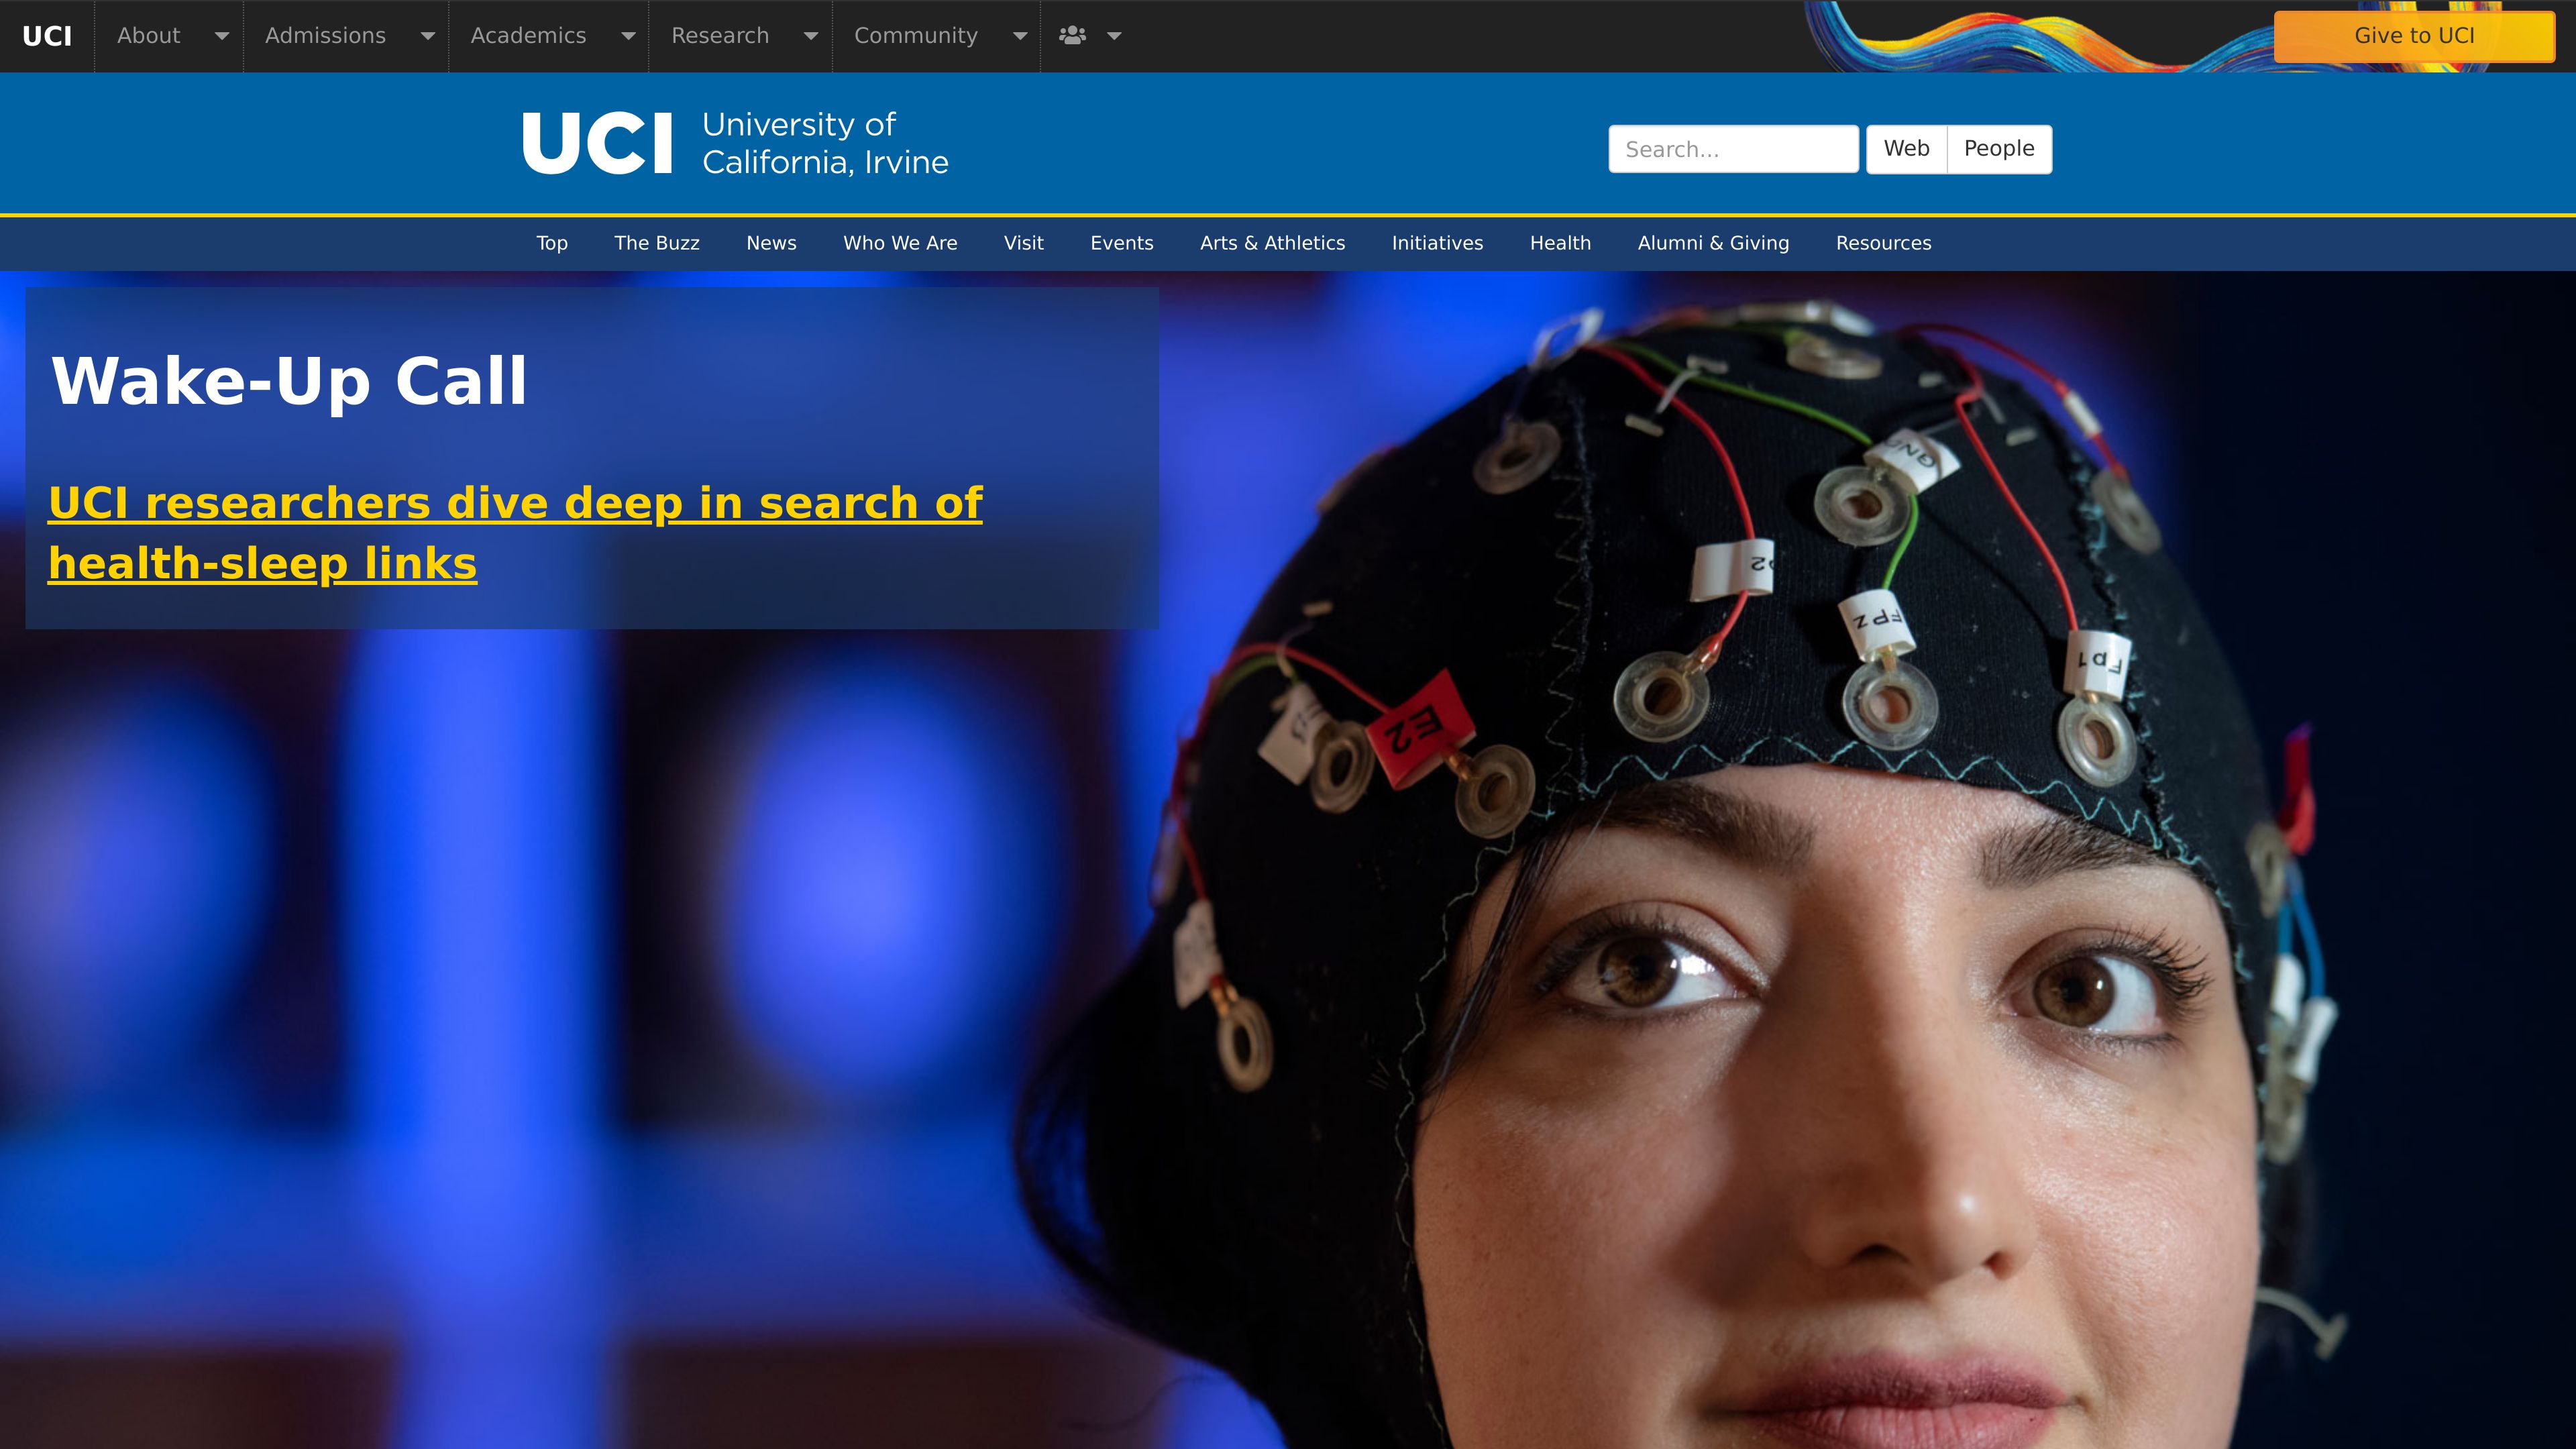 UCI About Admissions Academics Research Community Give to UCI
UCI University of
California, Irvine
Search... Web People
Top The Buzz News Who We Are Visit Events Arts & Athletics Initiatives Health Alumni & Giving Resources
Wake-Up Call
UCI researchers dive deep in search of
health-sleep links
GND
FPZ
Fp1
E2